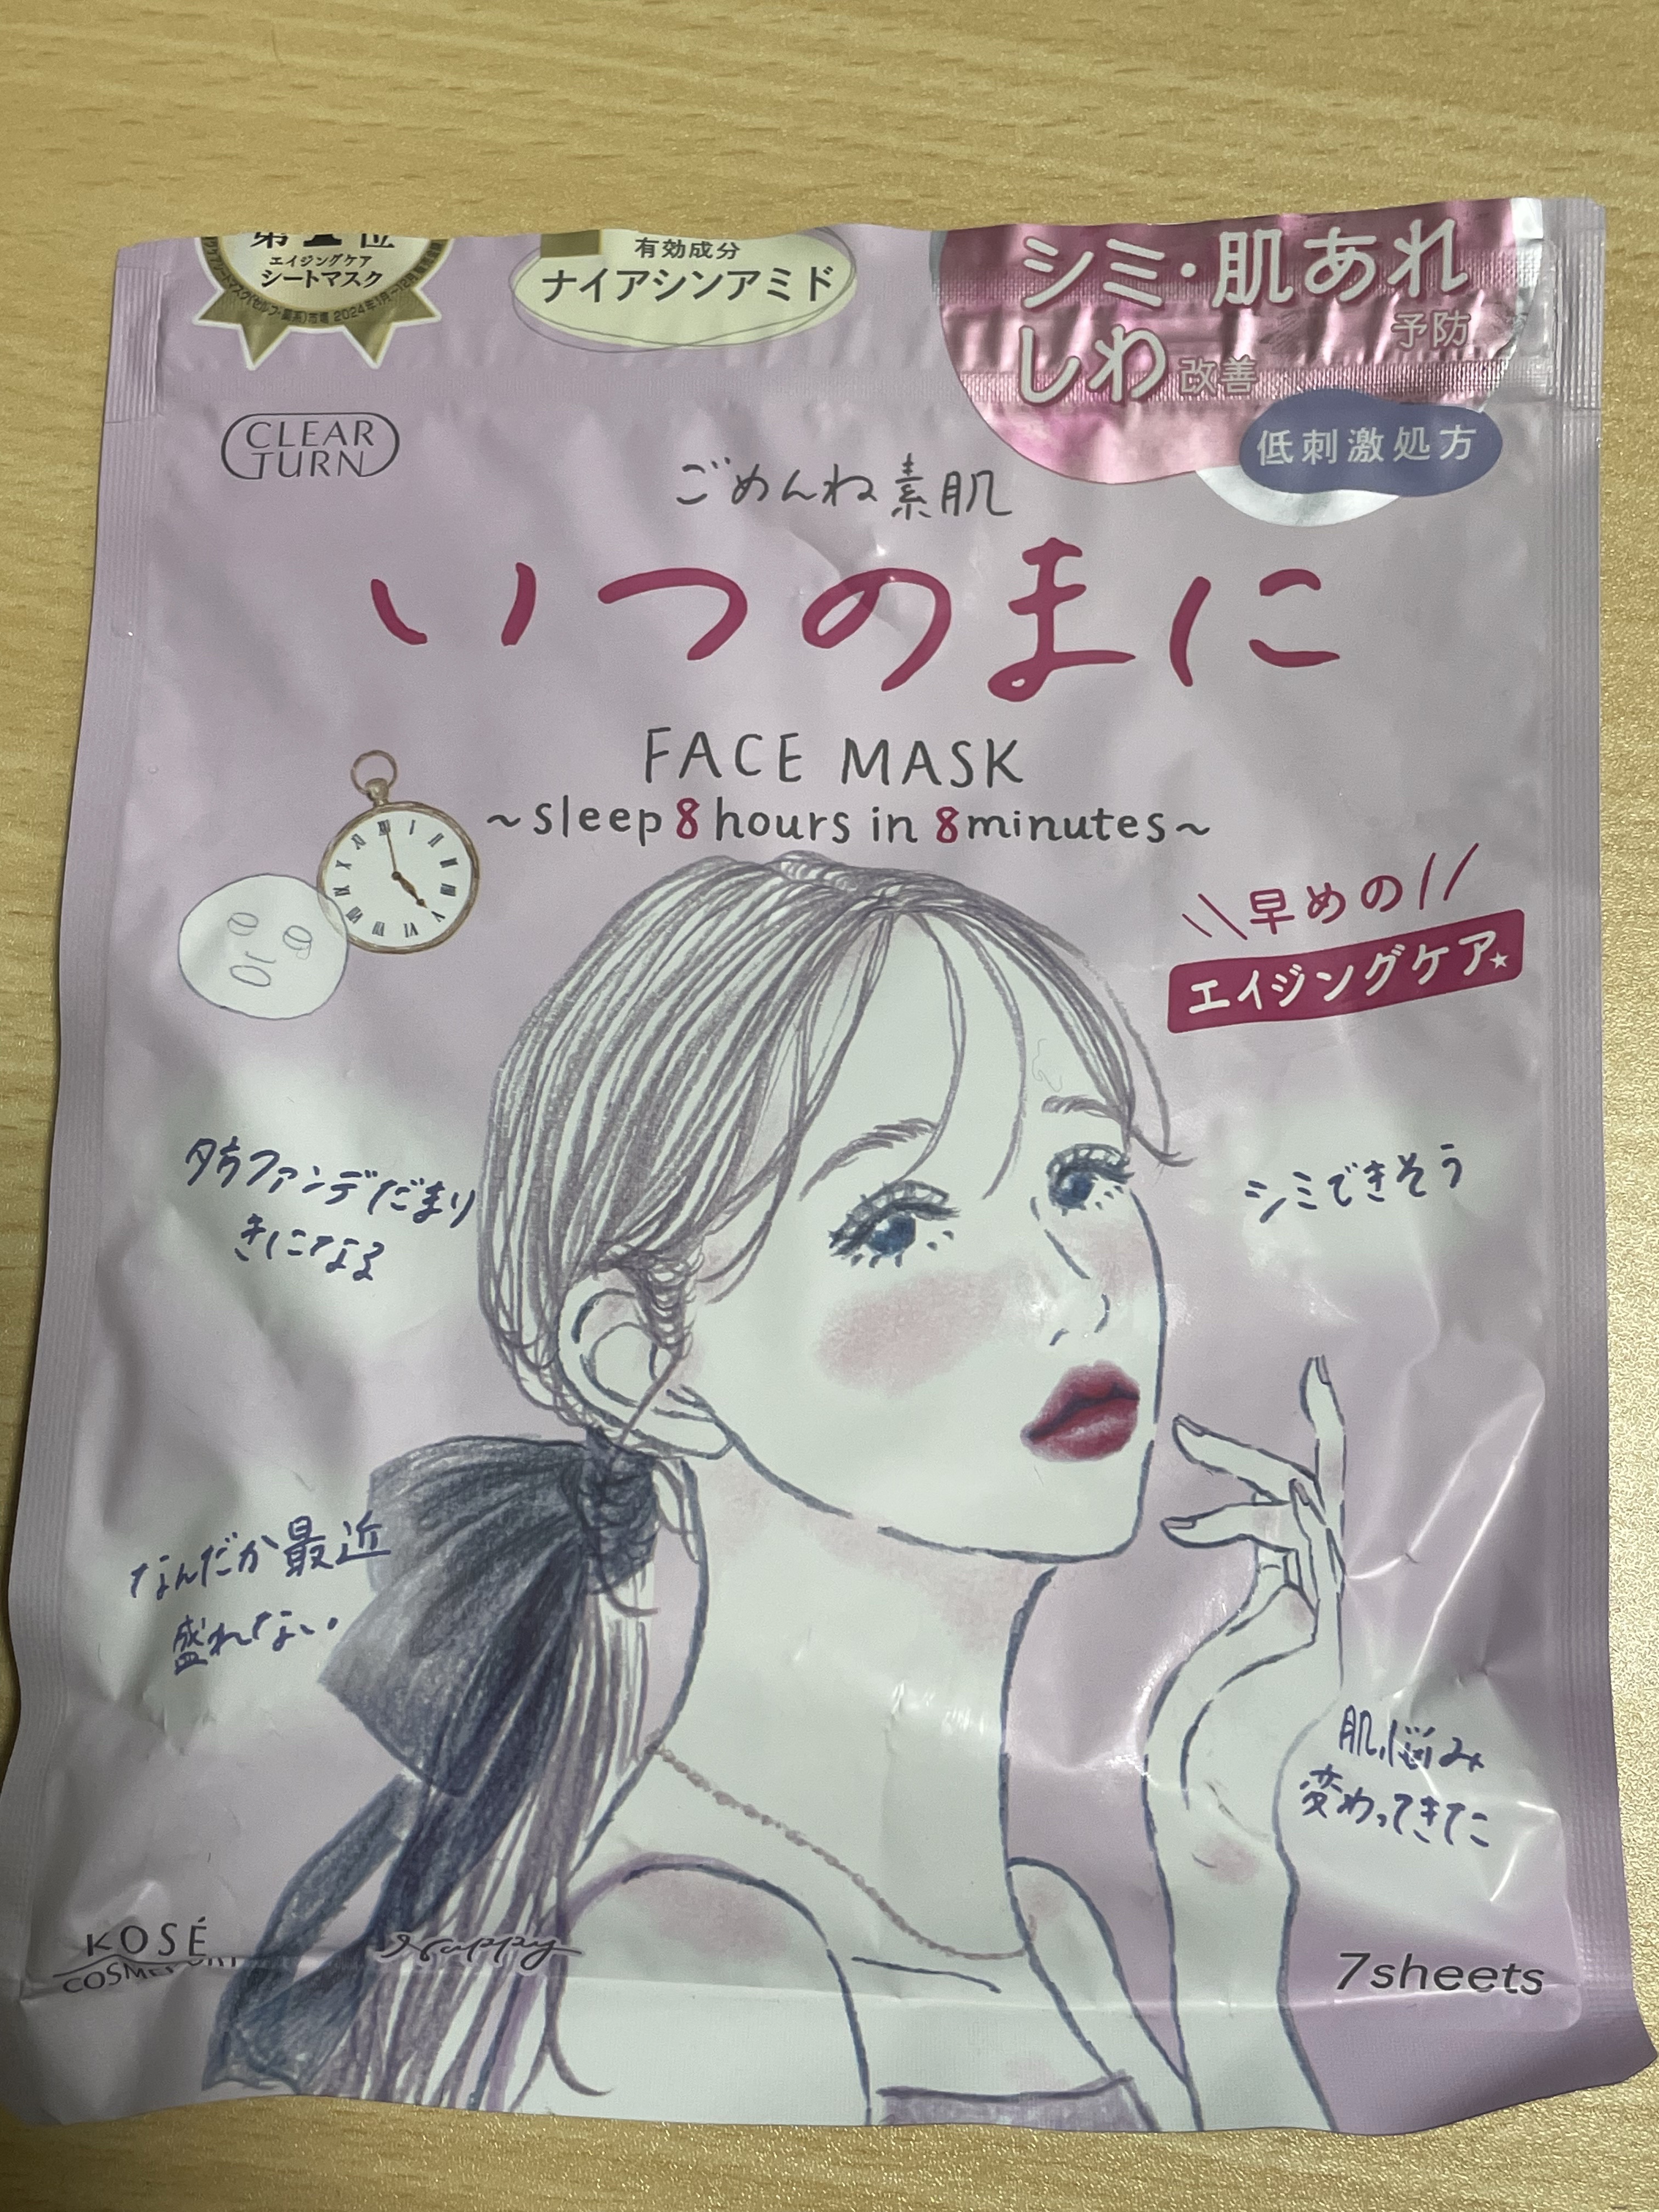 第1位
エイジングケア
シートマスク
有効成分
ナイアシンアミド
シミ・肌あれ
予防
しわ改善
低刺激処方
CLEAR
TURN
ごめんね素肌
いつのまに
FACE MASK
~sleep 8 hours in 8 minutes~
\\早めの//
エイジングケア★
夕方ファンデだまり
きになる
シミできそう
なんだか最近
盛れない
肌悩み
変わってきた
KOSÉ
Nappy
7sheets